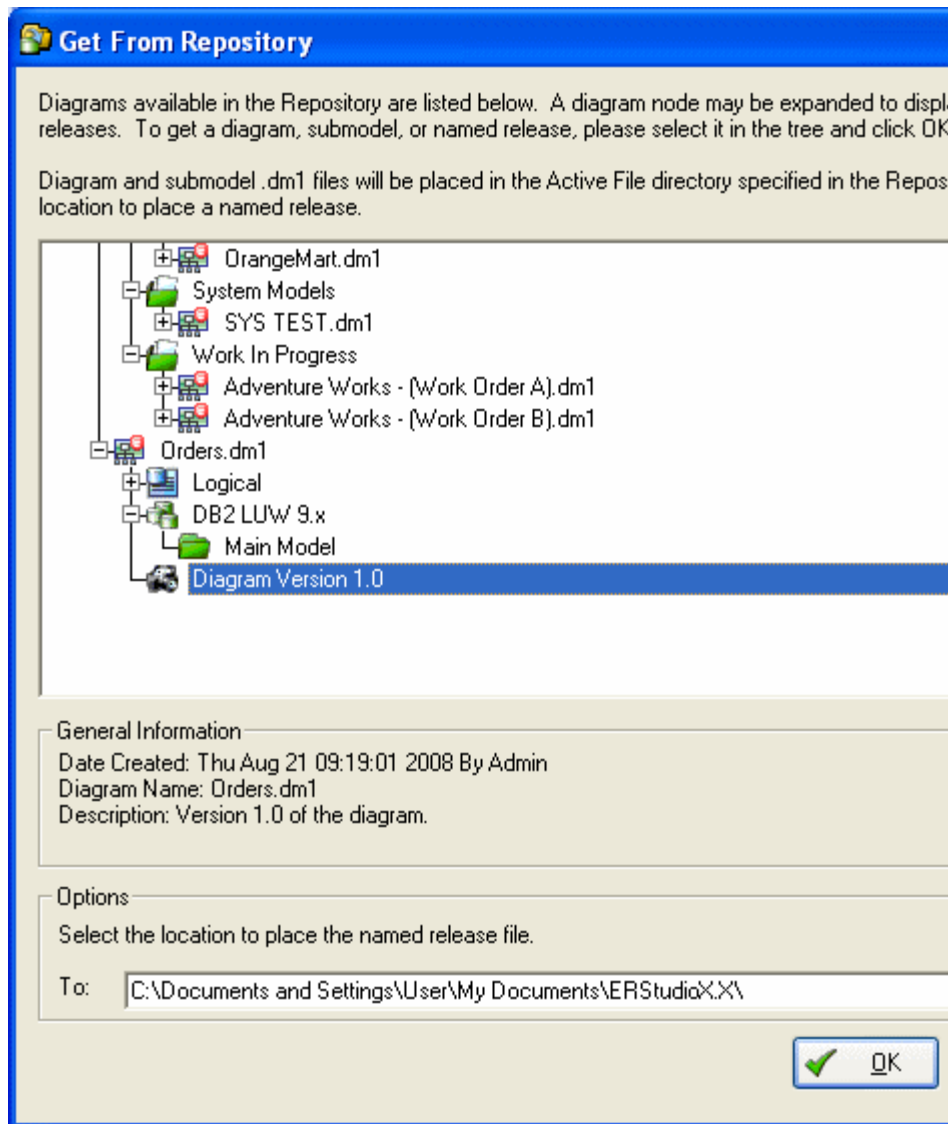 Get From Repository
Diagrams available in the Repository are listed below. A diagram node may be expanded to displ
releases. To get a diagram, submodel, or named release, please select it in the tree and click OK
Diagram and submodel .dm1 files will be placed in the Active File directory specified in the Repos
location to place a named release.
OrangeMart.dm1
System Models
SYS TEST.dm1
Work In Progress
Adventure Works - (Work Order A).dm1
Adventure Works - (Work Order B).dm1
Orders.dm1
Logical
DB2 LUW 9.x
Main Model
Diagram Version 1.0
General Information
Date Created: Thu Aug 21 09:19:01 2008 By Admin
Diagram Name: Orders.dm1
Description: Version 1.0 of the diagram.
Options
Select the location to place the named release file.
To: C:\Documents and Settings\User\My Documents\ERStudioX.X\
OK